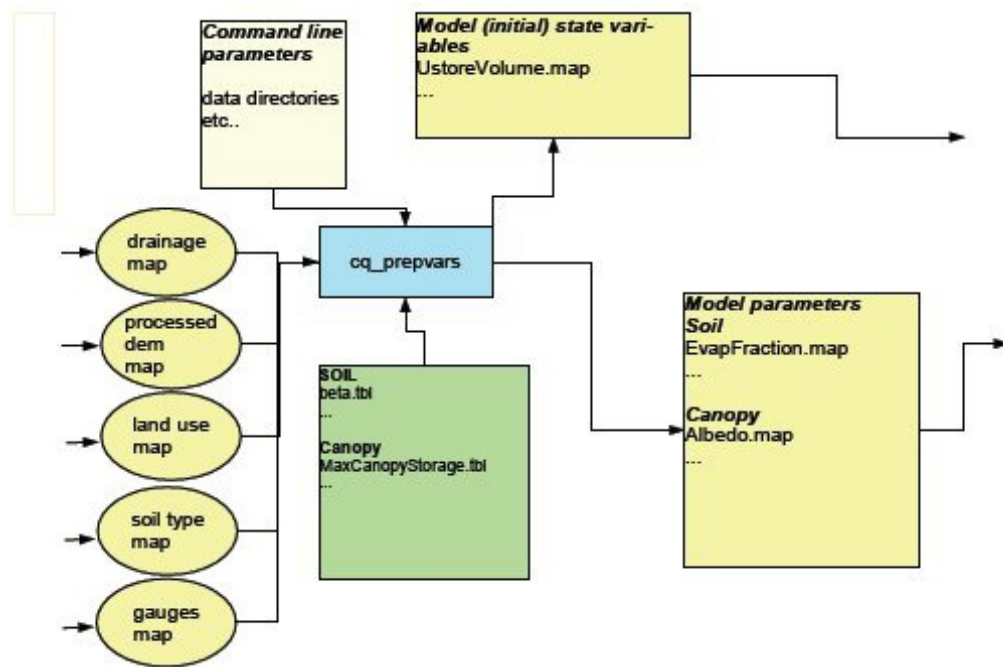 Command line
parameters
data directories
etc..
Model (initial) state vari-
ables
UstoreVolume.map
...
drainage
map
processed
dem
map
land use
map
soil type
map
gauges
map
cq_prepvars
SOIL
beta.tbl
...
Canopy
MaxCanopyStorage.tbl
...
Model parameters
Soil
EvapFraction.map
...
Canopy
Albedo.map
...